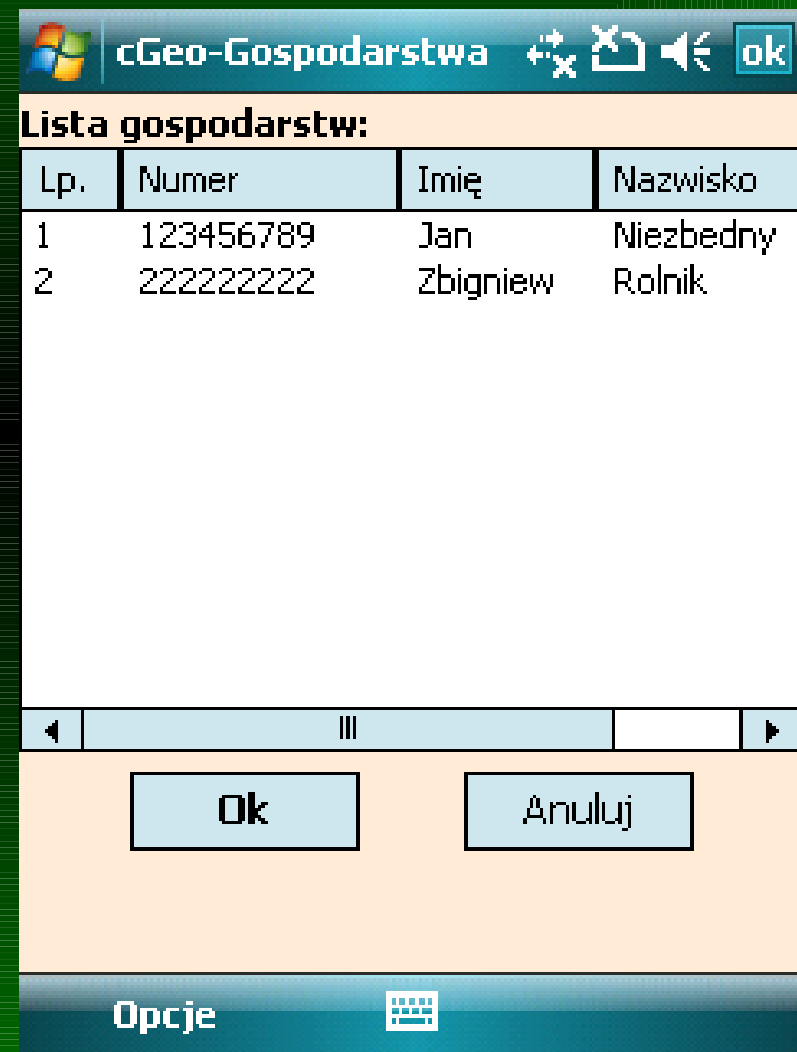 cGeo-Gospodarstwa ok
Lista gospodarstw:
Lp. Numer Imię Nazwisko
1 123456789 Jan Niezbedny
2 222222222 Zbigniew Rolnik
Ok Anuluj
Opcje